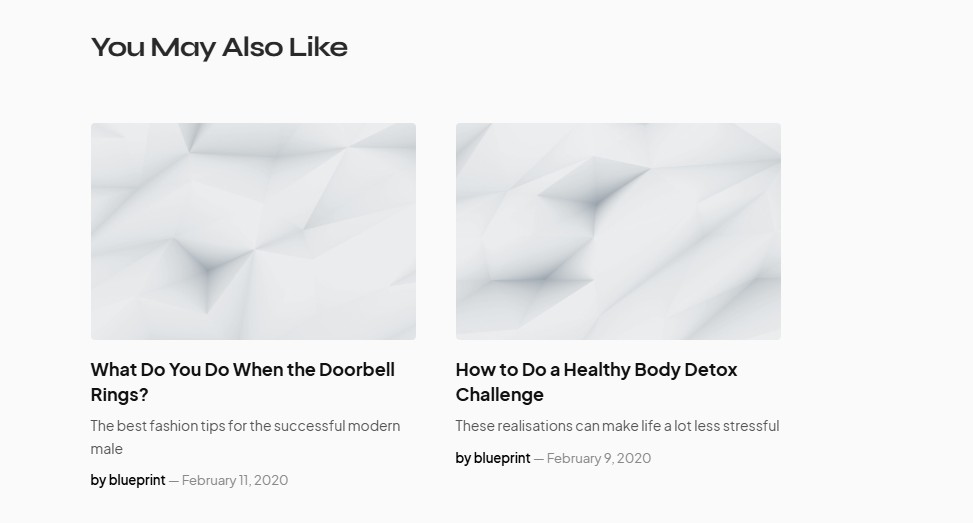 You May Also Like
What Do You Do When the Doorbell
Rings?
The best fashion tips for the successful modern
male
by blueprint — February 11, 2020
How to Do a Healthy Body Detox
Challenge
These realisations can make life a lot less stressful
by blueprint — February 9, 2020